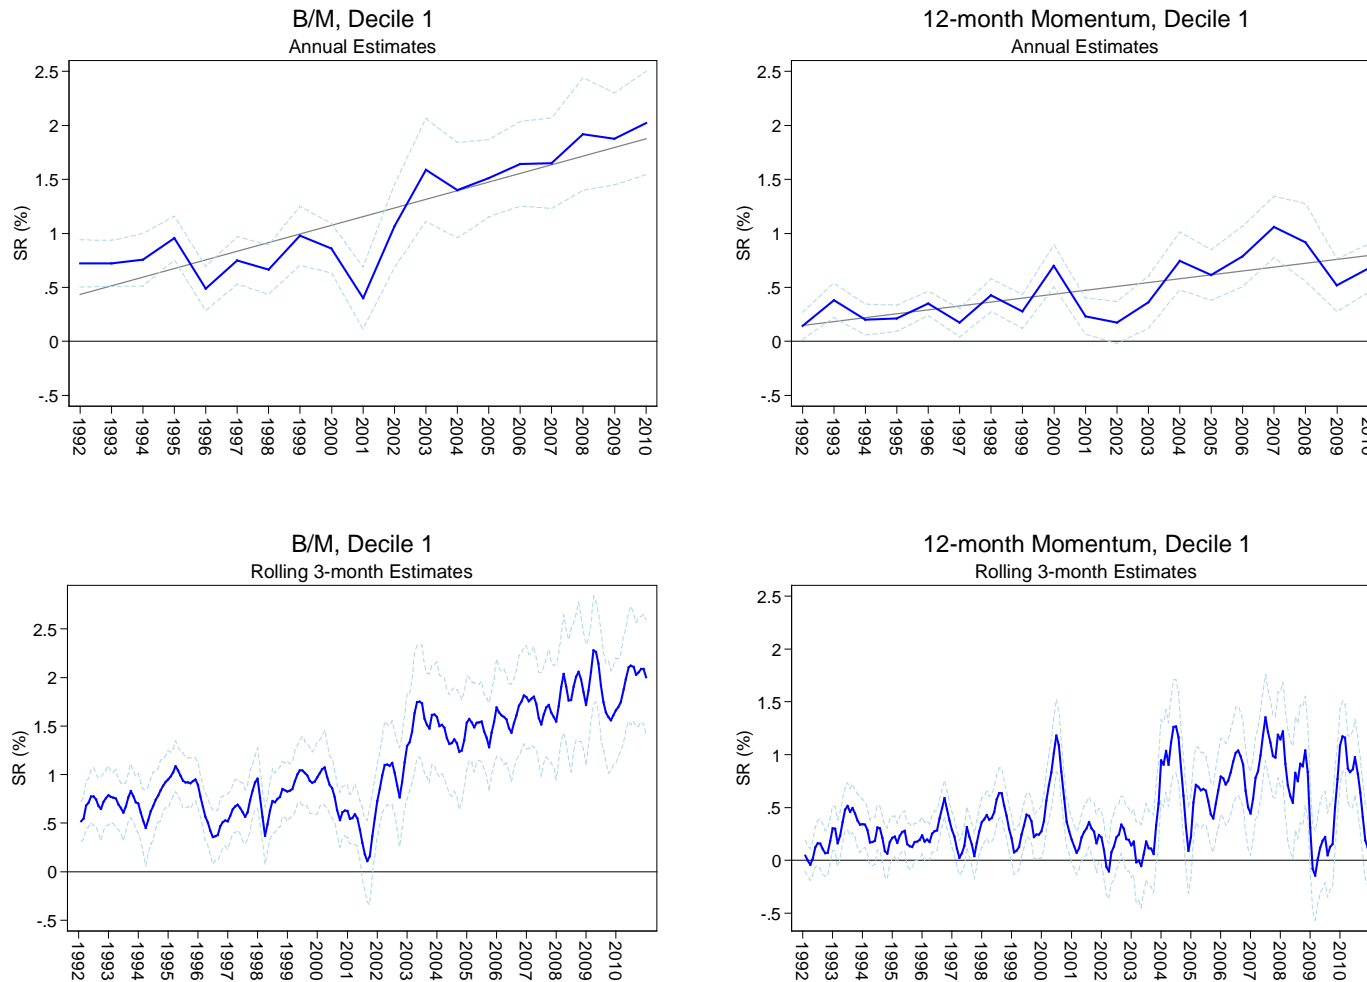 B/M, Decile 1
Annual Estimates
SR (%)
2.5
2
1.5
1
.5
0
-.5
1992 1993 1994 1995 1996 1997 1998 1999 2000 2001 2002 2003 2004 2005 2006 2007 2008 2009 2010
12-month Momentum, Decile 1
Annual Estimates
SR (%)
2.5
2
1.5
1
.5
0
-.5
1992 1993 1994 1995 1996 1997 1998 1999 2000 2001 2002 2003 2004 2005 2006 2007 2008 2009 2010
B/M, Decile 1
Rolling 3-month Estimates
SR (%)
2.5
2
1.5
1
.5
0
-.5
1992 1993 1994 1995 1996 1997 1998 1999 2000 2001 2002 2003 2004 2005 2006 2007 2008 2009 2010
12-month Momentum, Decile 1
Rolling 3-month Estimates
SR (%)
2.5
2
1.5
1
.5
0
-.5
1992 1993 1994 1995 1996 1997 1998 1999 2000 2001 2002 2003 2004 2005 2006 2007 2008 2009 2010